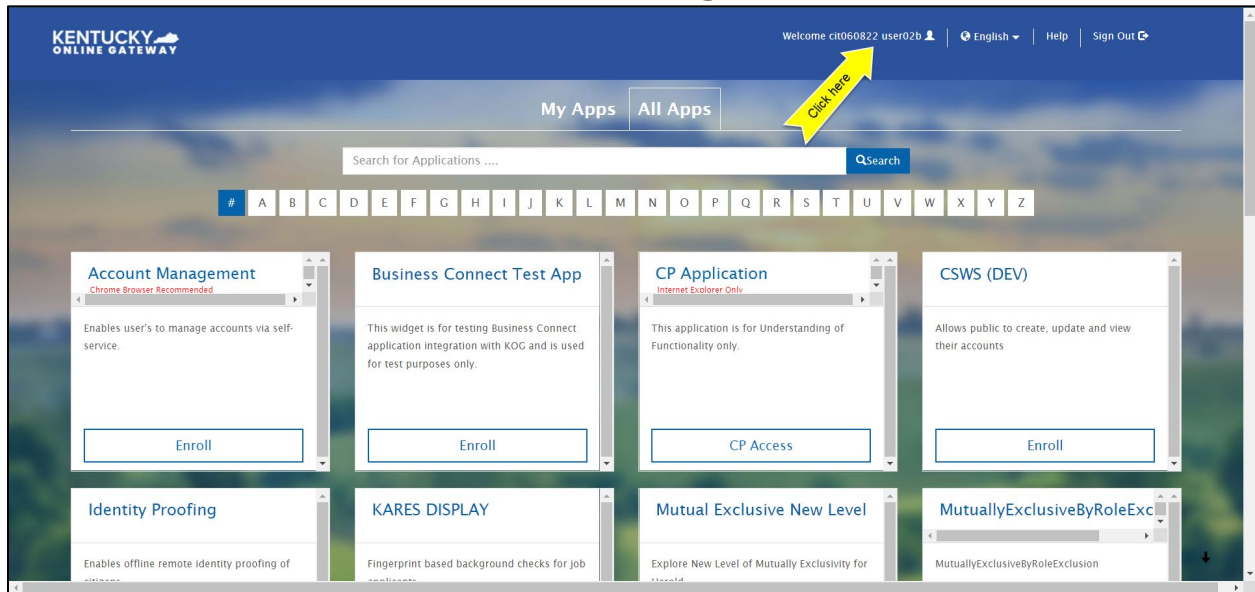 KENTUCKY
ONLINE GATEWAY
Welcome cit060822 user02b
English
Help
Sign Out
Click here
My Apps
All Apps
Search for Applications ....
Search
# A B C D E F G H I J K L M N O P Q R S T U V W X Y Z
Account Management
Chrome Browser Recommended
Enables user's to manage accounts via self-
service.
Enroll
Business Connect Test App
This widget is for testing Business Connect
application integration with KOG and is used
for test purposes only.
Enroll
CP Application
Internet Explorer Only
This application is for Understanding of
Functionality only.
CP Access
CSWS (DEV)
Allows public to create, update and view
their accounts
Enroll
Identity Proofing
Enables offline remote identity proofing of
citizens
KARES DISPLAY
Fingerprint based background checks for job
applicants
Mutual Exclusive New Level
Explore New Level of Mutually Exclusivity for
Harold
MutuallyExclusiveByRoleExc
MutuallyExclusiveByRoleExclusion